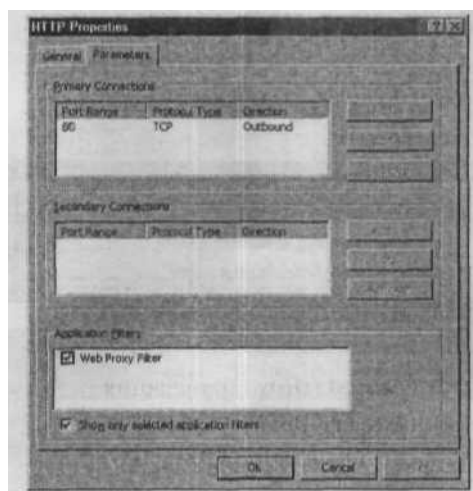 HTTP Properties
General Parameters
Primary Connections
Port Range Protocol Type Direction
80 TCP Outbound
Secondary Connections
Port Range Protocol Type Direction
Application Filters
Web Proxy Filter
Show only selected application filters
OK Cancel